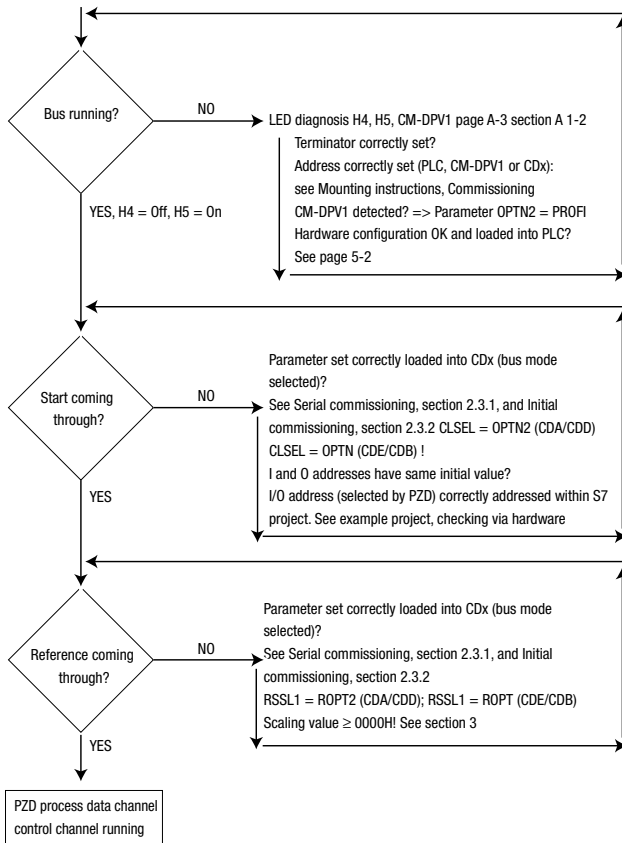 Bus running?
NO
LED diagnosis H4, H5, CM-DPV1 page A-3 section A 1-2
Terminator correctly set?
Address correctly set (PLC, CM-DPV1 or CDx):
see Mounting instructions, Commissioning
CM-DPV1 detected? => Parameter OPTN2 = PROFI
Hardware configuration OK and loaded into PLC?
See page 5-2
YES, H4 = Off, H5 = On
Start coming
through?
NO
Parameter set correctly loaded into CDx (bus mode
selected)?
See Serial commissioning, section 2.3.1, and Initial
commissioning, section 2.3.2 CLSEL = OPTN2 (CDA/CDD)
CLSEL = OPTN (CDE/CDB) !
I and O addresses have same initial value?
I/O address (selected by PZD) correctly addressed within S7
project. See example project, checking via hardware
YES
Reference coming
through?
NO
Parameter set correctly loaded into CDx (bus mode
selected)?
See Serial commissioning, section 2.3.1, and Initial
commissioning, section 2.3.2
RSSL1 = ROPT2 (CDA/CDD); RSSL1 = ROPT (CDE/CDB)
Scaling value ≥ 0000H! See section 3
YES
PZD process data channel
control channel running